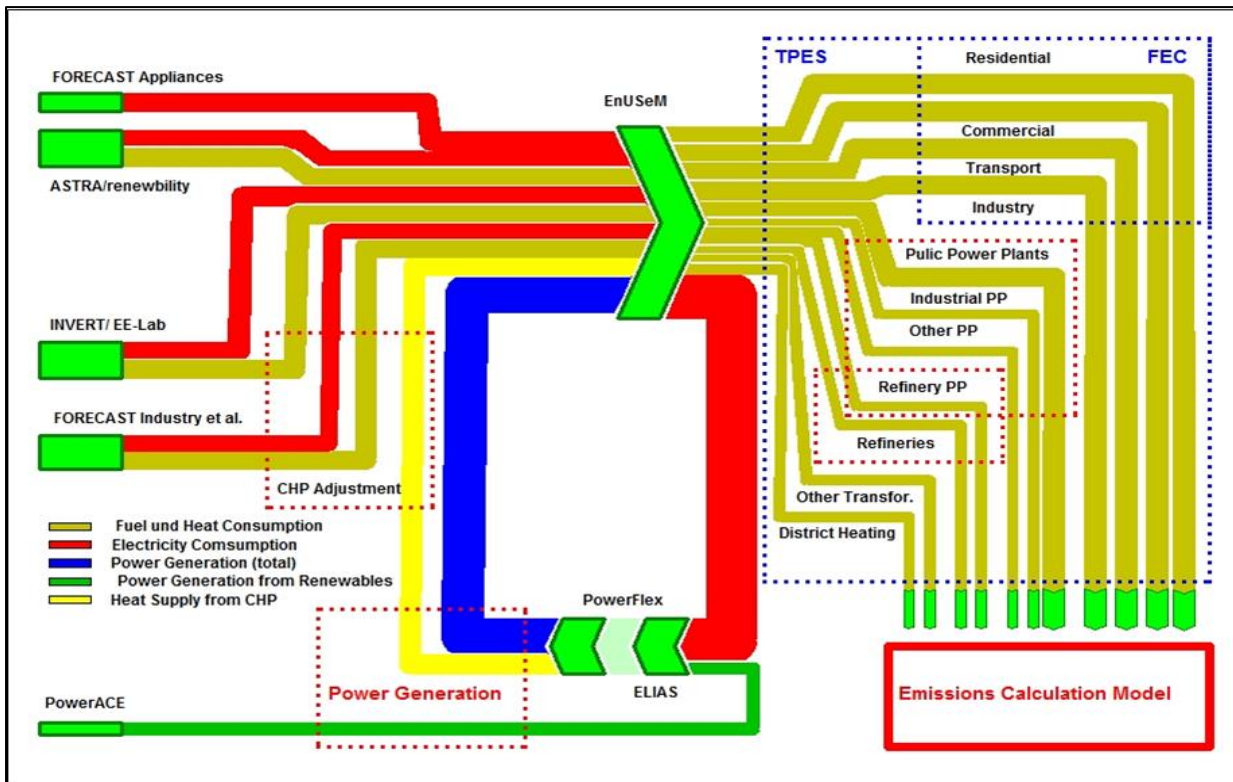 FORECAST Appliances
ASTRA/renewbility
INVERT/ EE-Lab
FORECAST Industry et al.
CHP Adjustment
Fuel und Heat Consumption
Electricity Comsumption
Power Generation (total)
Power Generation from Renewables
Heat Supply from CHP
PowerACE
Power Generation
PowerFlex
ELIAS
EnUSeM
TPES
FEC
Residential
Commercial
Transport
Industry
Pulic Power Plants
Industrial PP
Other PP
Refinery PP
Refineries
Other Transfor.
District Heating
Emissions Calculation Model